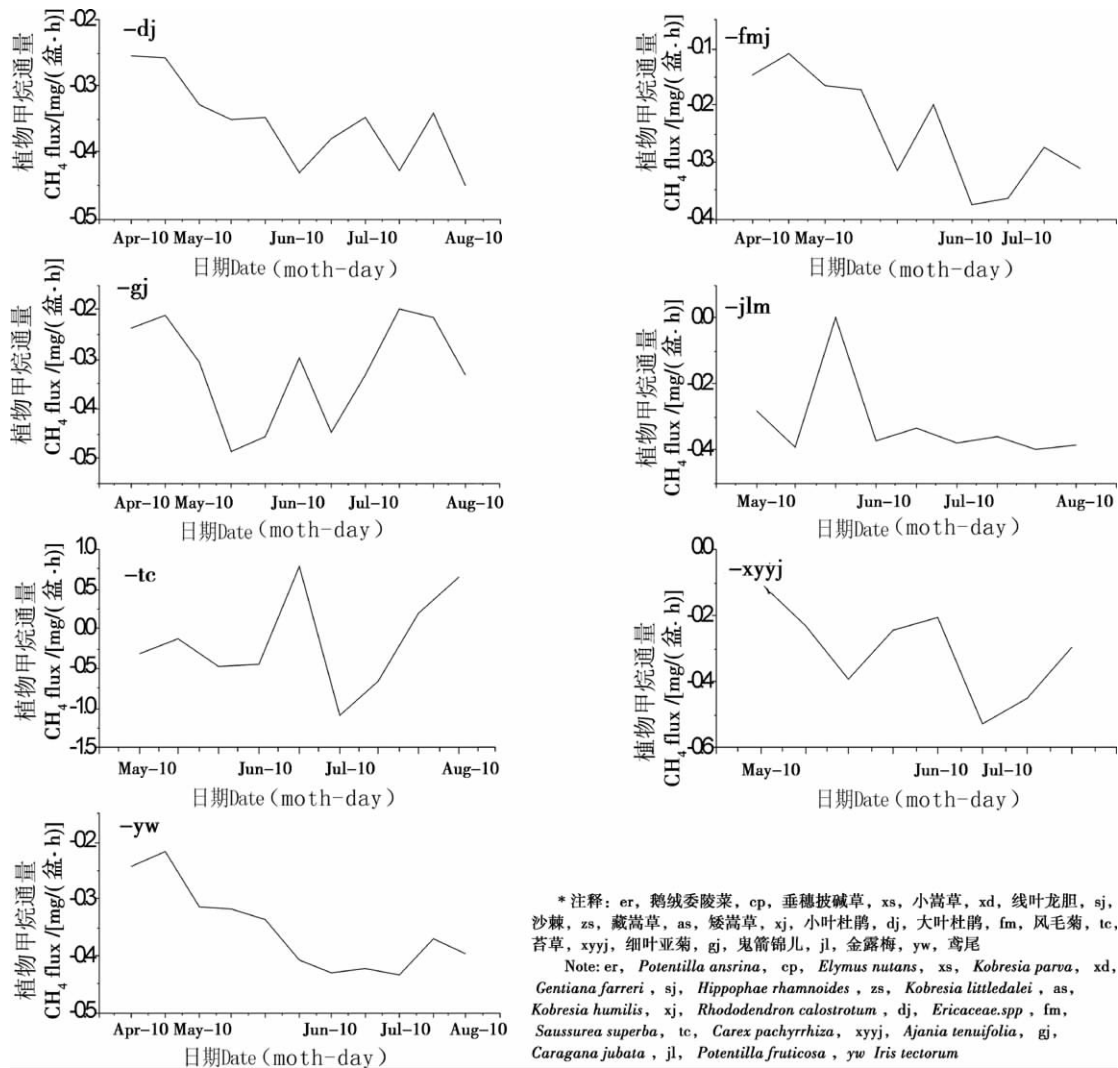 -dj
-02
-03
-04
-05
植物甲烷通量
CH₄ flux/[mg/(盆·h)]
Apr-10 May-10 Jun-10 Jul-10 Aug-10
日期Date（moth-day）
-fmj
-01
-02
-03
-04
植物甲烷通量
CH₄ flux /[mg/(盆·h)]
Apr-10 May-10 Jun-10 Jul-10
日期Date（moth-day）
-gj
-02
-03
-04
-05
植物甲烷通量
CH₄ flux /[mg/(盆·h)]
Apr-10 May-10 Jun-10 Jul-10 Aug-10
日期Date（moth-day）
-jlm
00
-02
-04
植物甲烷通量
CH₄ flux /[mg/(盆·h)]
May-10 Jun-10 Jul-10 Aug-10
日期Date（moth-day）
-tc
10
05
00
-05
-10
-15
植物甲烷通量
CH₄ flux /[mg/(盆·h)]
May-10 Jun-10 Jul-10 Aug-10
日期Date（moth-day）
-xyyj
00
-02
-04
-06
植物甲烷通量
CH₄ flux /[mg/(盆·h)]
May-10 Jun-10 Jul-10
日期Date（moth-day）
-yw
-02
-03
-04
-05
植物甲烷通量
CH₄ flux /[mg/(盆·h)]
Apr-10 May-10 Jun-10 Jul-10 Aug-10
日期Date（moth-day）
*注释：er，鹅绒委陵菜，cp，垂穗披碱草，xs，小嵩草，xd，线叶龙胆，sj，
沙棘，zs，藏嵩草，as，矮嵩草，xj，小叶杜鹃，dj，大叶杜鹃，fm，风毛菊，tc，
苔草，xyyj，细叶亚菊，gj，鬼箭锦儿，jl，金露梅，yw，鸢尾
Note: er, Potentilla ansrina, cp, Elymus nutans, xs, Kobresia parva, xd,
Gentiana farreri, sj, Hippophae rhamnoides, zs, Kobresia littledalei, as,
Kobresia humilis, xj, Rhododendron calostrotum, dj, Ericaceae.spp, fm,
Saussurea superba, tc, Carex pachyrrhiza, xyyj, Ajania tenuifolia, gj,
Caragana jubata, jl, Potentilla fruticosa, yw Iris tectorum